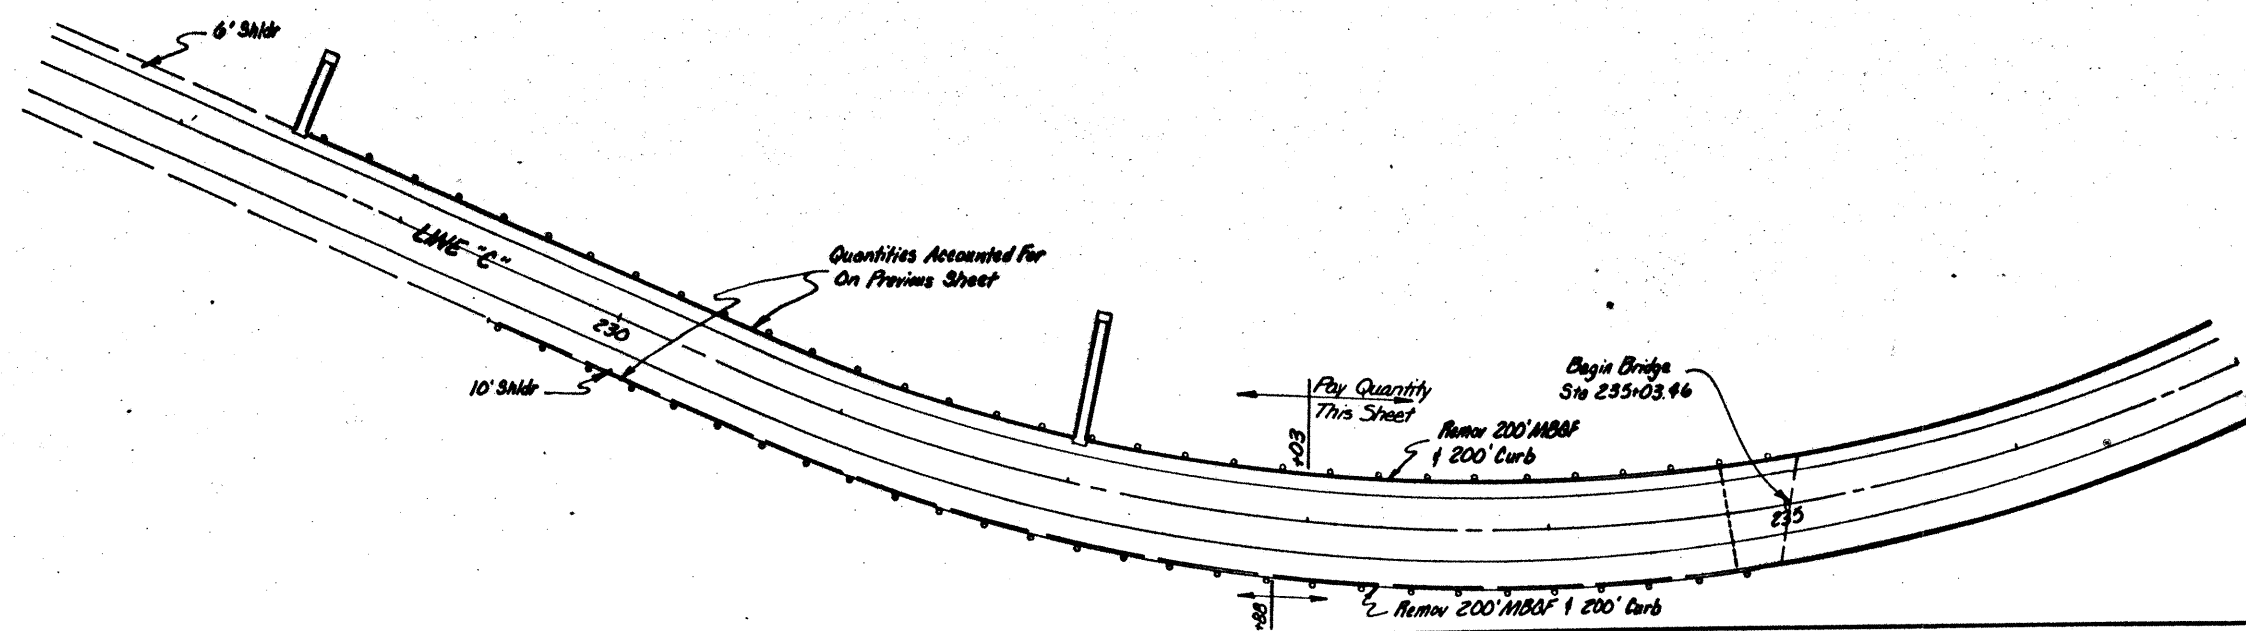 6' Shldr
LINE "C"
Quantities Accounted For
On Previous Sheet
230
10' Shldr
Begin Bridge
Sta 235+03.46
Pay Quantity
This Sheet
+03
Remov 200' MBGF
& 200' Curb
235
+88
Remov 200' MBGF & 200' Curb